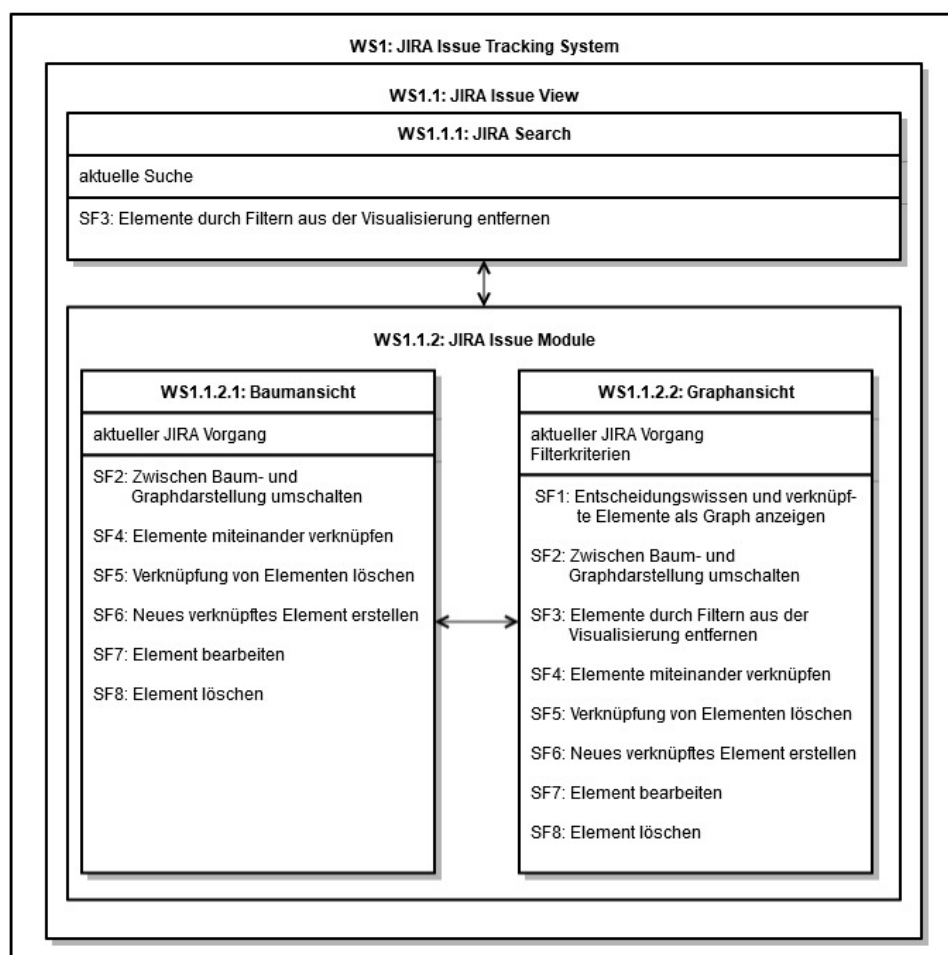 WS1: JIRA Issue Tracking System
WS1.1: JIRA Issue View
WS1.1.1: JIRA Search
aktuelle Suche
SF3: Elemente durch Filtern aus der Visualisierung entfernen
WS1.1.2: JIRA Issue Module
WS1.1.2.1: Baumansicht
aktueller JIRA Vorgang
SF2: Zwischen Baum- und
Graphdarstellung umschalten
SF4: Elemente miteinander verknüpfen
SF5: Verknüpfung von Elementen löschen
SF6: Neues verknüpftes Element erstellen
SF7: Element bearbeiten
SF8: Element löschen
WS1.1.2.2: Graphansicht
aktueller JIRA Vorgang
Filterkriterien
SF1: Entscheidungswissen und verknüpf-
te Elemente als Graph anzeigen
SF2: Zwischen Baum- und
Graphdarstellung umschalten
SF3: Elemente durch Filtern aus der
Visualisierung entfernen
SF4: Elemente miteinander verknüpfen
SF5: Verknüpfung von Elementen löschen
SF6: Neues verknüpftes Element erstellen
SF7: Element bearbeiten
SF8: Element löschen